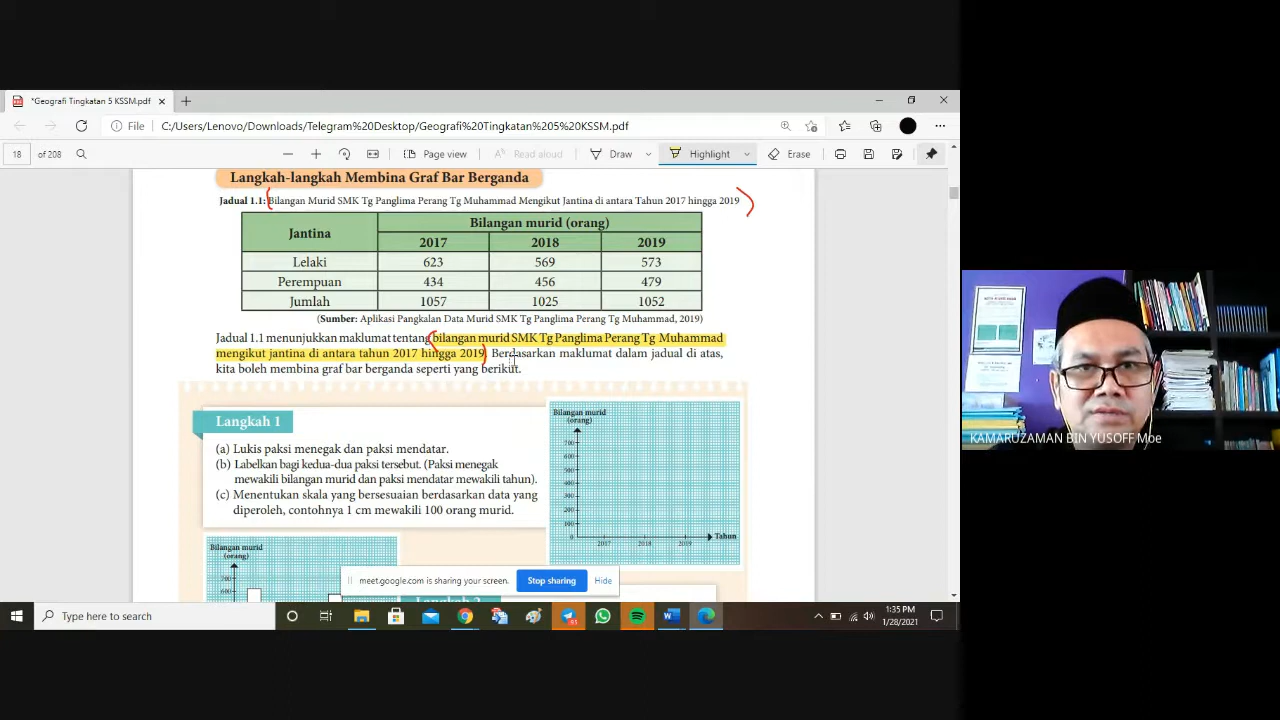 *Geografi Tingkatan 5 KSSM.pdf
File C:/Users/Lenovo/Downloads/Telegram%20Desktop/Geografi%20Tingkatan%205%20KSSM.pdf
18 of 208 Page view Read aloud Draw Highlight Erase
Langkah-langkah Membina Graf Bar Berganda
Jadual 1.1: Bilangan Murid SMK Tg Panglima Perang Tg Muhammad Mengikut Jantina di antara Tahun 2017 hingga 2019
Jantina Bilangan murid (orang)
2017 2018 2019
Lelaki 623 569 573
Perempuan 434 456 479
Jumlah 1057 1025 1052
(Sumber: Aplikasi Pangkalan Data Murid SMK Tg Panglima Perang Tg Muhammad, 2019)
Jadual 1.1 menunjukkan maklumat tentang bilangan murid SMK Tg Panglima Perang Tg Muhammad
mengikut jantina di antara tahun 2017 hingga 2019. Berdasarkan maklumat dalam jadual di atas,
kita boleh membina graf bar berganda seperti yang berikut.
Langkah 1
(a) Lukis paksi menegak dan paksi mendatar.
(b) Labelkan bagi kedua-dua paksi tersebut. (Paksi menegak
mewakili bilangan murid dan paksi mendatar mewakili tahun).
(c) Menentukan skala yang bersesuaian berdasarkan data yang
diperoleh, contohnya 1 cm mewakili 100 orang murid.
Bilangan murid
(orang)
700
600
500
400
300
200
100
0
2017 2018 2019
Tahun
Bilangan murid
(orang)
700
600
meet.google.com is sharing your screen. Stop sharing Hide
KAMARUZAMAN BIN YUSOFF Moe
Type here to search
1:35 PM
1/28/2021